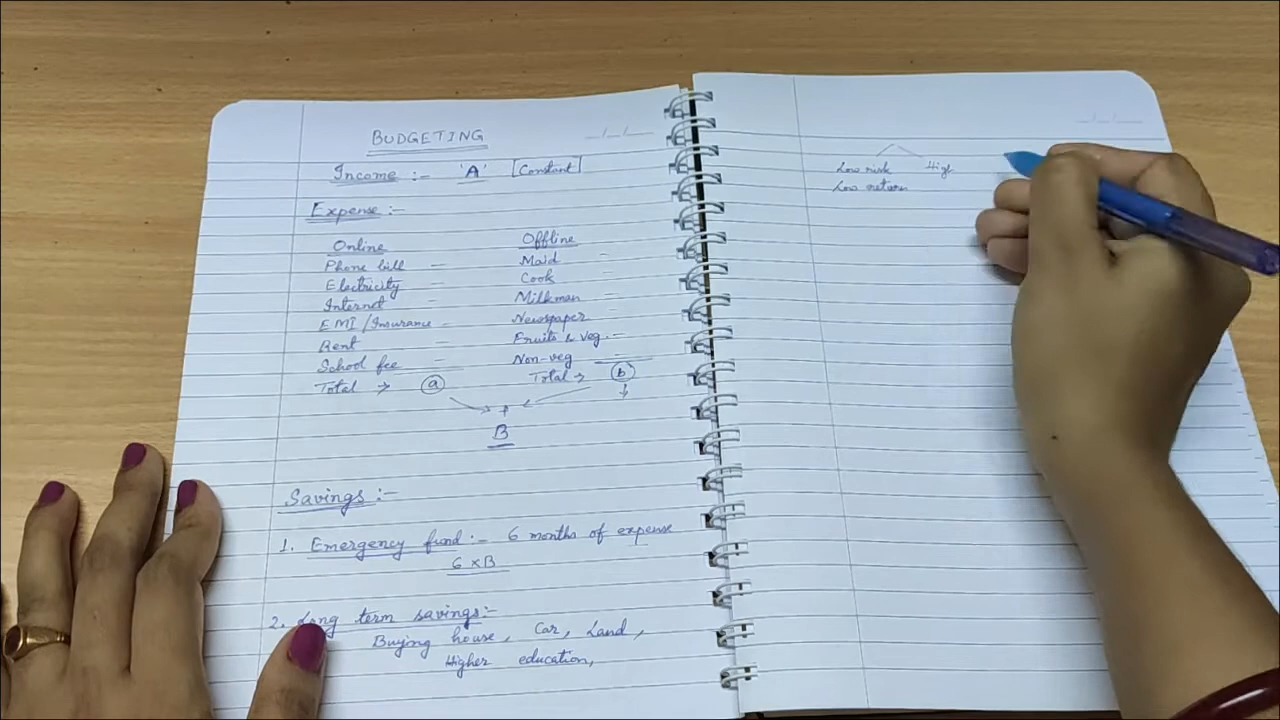 BUDGETING
Income :- 'A' [Constant]
Expense :-
Online Offline
Phone bill — Maid —
Electricity — Cook —
Internet — Milkman —
EMI/Insurance — Newspaper —
Rent — Fruits & Veg. —
School fee — Non-veg —
Total → a Total → b
+
B
Savings :-
1. Emergency fund :- 6 months of expense
6 x B
2. Long term savings :-
Buying house, Car, Land,
Higher education,
Low risk High
Low return